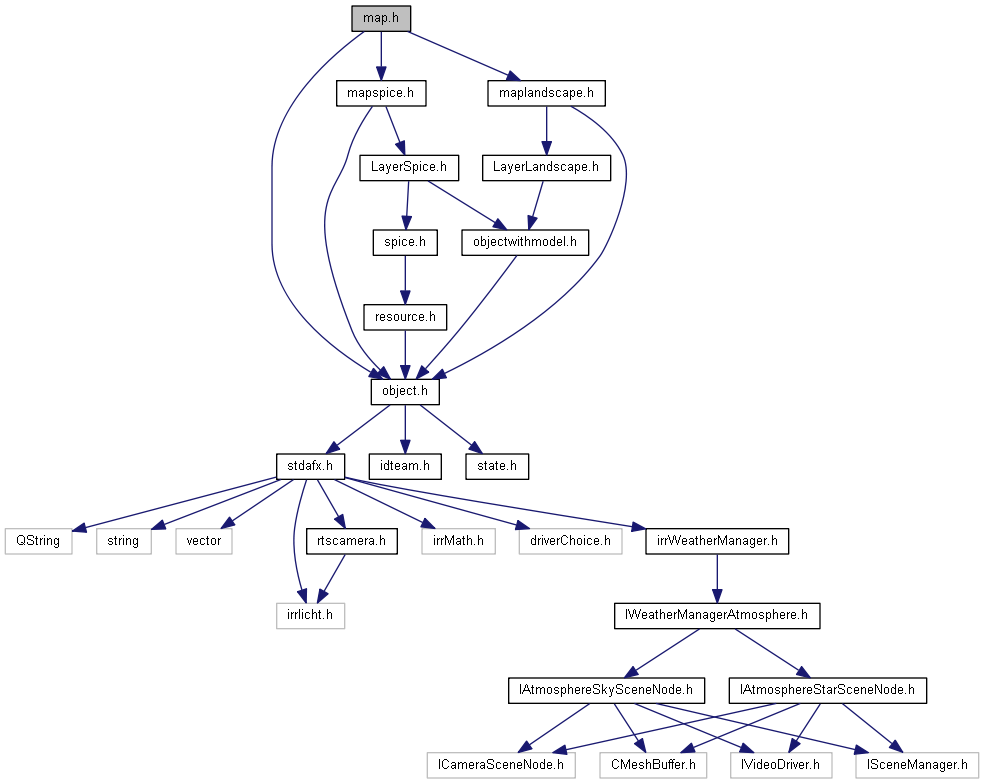 map.h
mapspice.h
maplandscape.h
LayerSpice.h
LayerLandscape.h
spice.h
objectwithmodel.h
resource.h
object.h
stdafx.h
idteam.h
state.h
QString
string
vector
rtscamera.h
irrMath.h
driverChoice.h
irrWeatherManager.h
irrlicht.h
IWeatherManagerAtmosphere.h
IAtmosphereSkySceneNode.h
IAtmosphereStarSceneNode.h
ICameraSceneNode.h
CMeshBuffer.h
IVideoDriver.h
ISceneManager.h